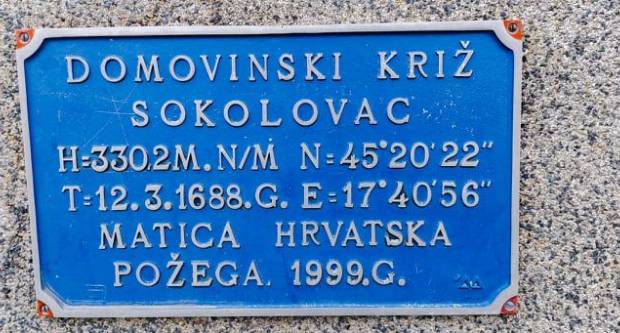 DOMOVINSKI KRIŽ
SOKOLOVAC
H=330.2M. N/M N=45°20'22"
T=12.3.1688.G. E=17°40'56"
MATICA HRVATSKA
POŽEGA. 1999.G.